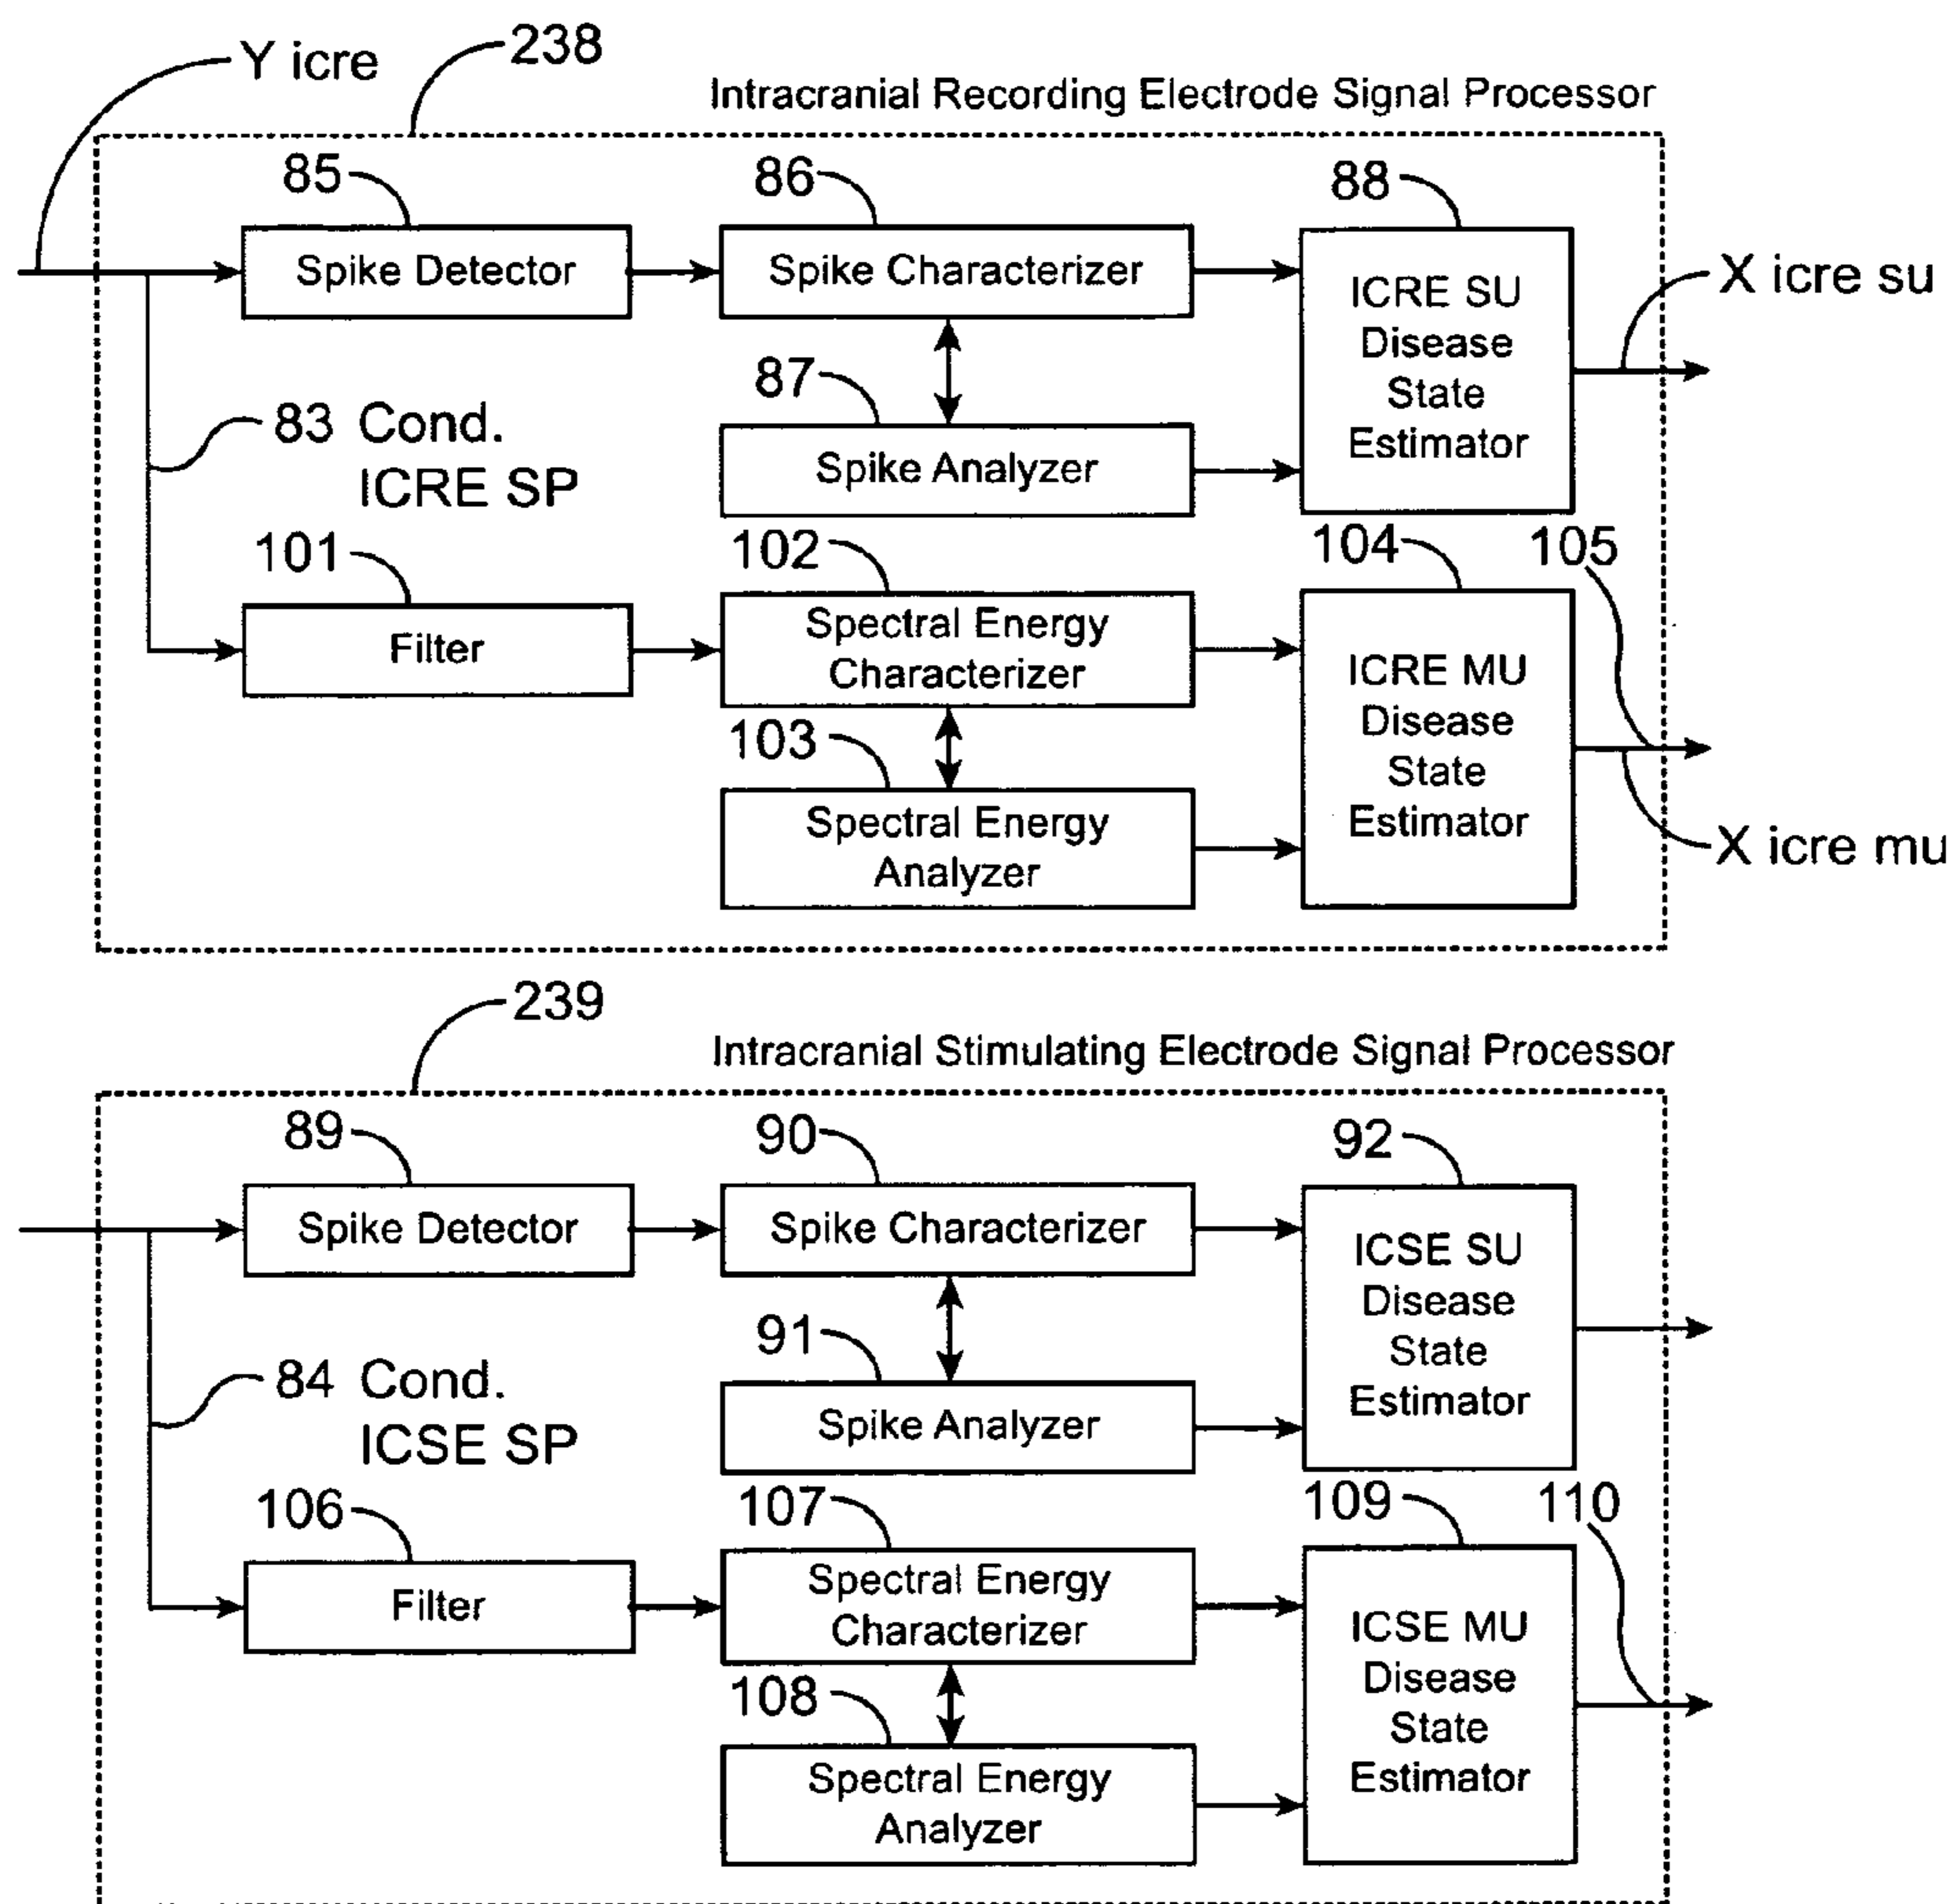 Y icre
238
Intracranial Recording Electrode Signal Processor
85
86
88
Spike Detector
Spike Characterizer
ICRE SU
Disease
State
Estimator
X icre su
87
Spike Analyzer
83 Cond.
ICRE SP
101
102
104
105
Filter
Spectral Energy
Characterizer
ICRE MU
Disease
State
Estimator
103
Spectral Energy
Analyzer
X icre mu
239
Intracranial Stimulating Electrode Signal Processor
89
90
92
Spike Detector
Spike Characterizer
ICSE SU
Disease
State
Estimator
91
Spike Analyzer
84 Cond.
ICSE SP
106
107
109
110
Filter
Spectral Energy
Characterizer
ICSE MU
Disease
State
Estimator
108
Spectral Energy
Analyzer